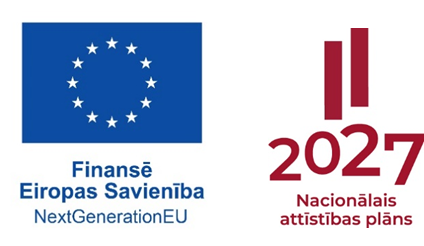 Finansē
Eiropas Savienība
NextGenerationEU
2027
Nacionālais
attīstības plāns